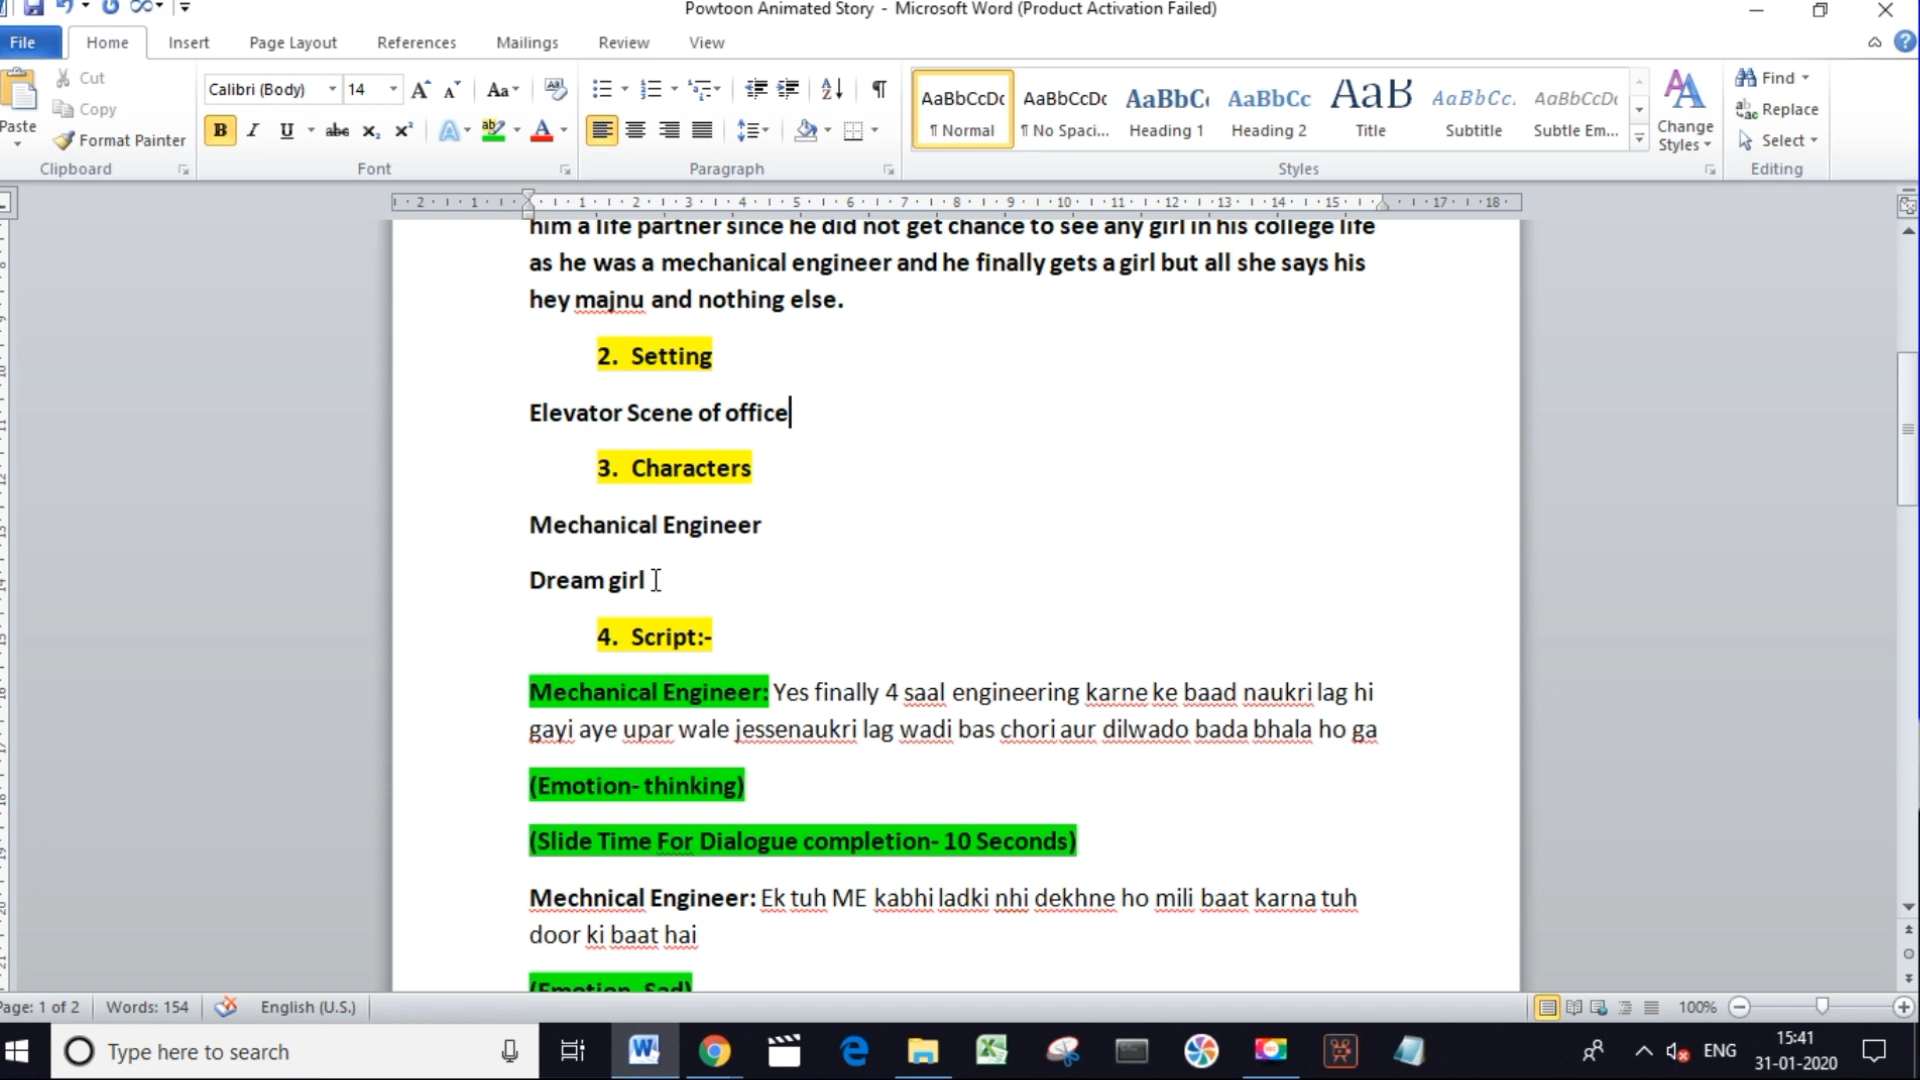 Powtoon Animated Story - Microsoft Word (Product Activation Failed)
File Home Insert Page Layout References Mailings Review View
Paste
Cut
Copy
Format Painter
Calibri (Body) 14
AaBbCcDc AaBbCcDc AaBbC AaBbCc AaB AaBbCc. AaBbCcDc
¶ Normal ¶ No Spaci... Heading 1 Heading 2 Title Subtitle Subtle Em...
Change Styles
Find
Replace
Select
Clipboard Font Paragraph Styles Editing
him a life partner since he did not get chance to see any girl in his college life
as he was a mechanical engineer and he finally gets a girl but all she says his
hey majnu and nothing else.
2. Setting
Elevator Scene of office
3. Characters
Mechanical Engineer
Dream girl
4. Script:-
Mechanical Engineer: Yes finally 4 saal engineering karne ke baad naukri lag hi
gayi aye upar wale jessenaukri lag wadi bas chori aur dilwado bada bhala ho ga
(Emotion- thinking)
(Slide Time For Dialogue completion- 10 Seconds)
Mechnical Engineer: Ek tuh ME kabhi ladki nhi dekhne ho mili baat karna tuh
door ki baat hai
(Emotion- Sad)
Page: 1 of 2 Words: 154 English (U.S.) 100%
Type here to search
ENG
15:41
31-01-2020